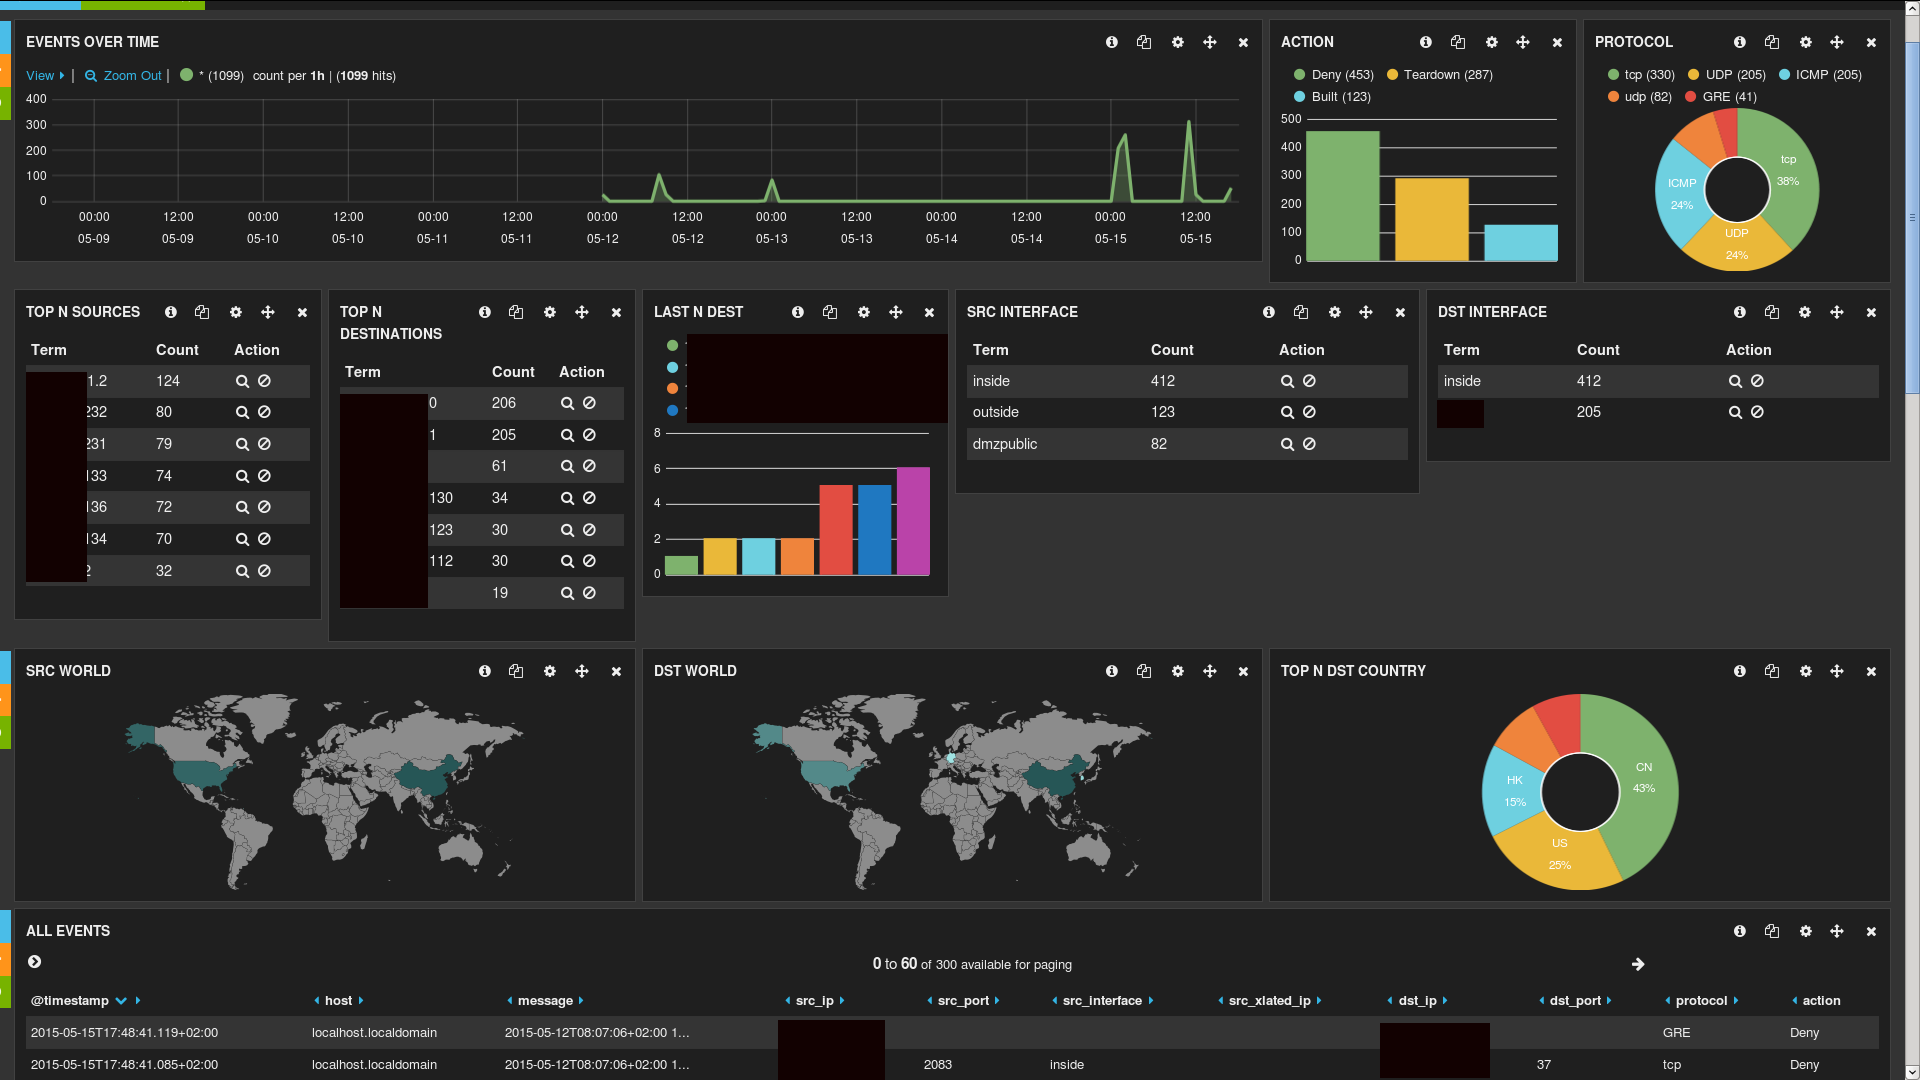 EVENTS OVER TIME
View | Zoom Out | * (1099) count per 1h | (1099 hits)
400
300
200
100
0
00:00 12:00 00:00 12:00 00:00 12:00 00:00 12:00 00:00 12:00 00:00 12:00 00:00 12:00
05-09 05-09 05-10 05-10 05-11 05-11 05-12 05-12 05-13 05-13 05-14 05-14 05-15 05-15
ACTION
Deny (453) Teardown (287)
Built (123)
500
400
300
200
100
0
PROTOCOL
tcp (330) UDP (205) ICMP (205)
udp (82) GRE (41)
tcp
38%
ICMP
24%
UDP
24%
TOP N SOURCES
Term Count Action
1.2 124
232 80
231 79
133 74
136 72
134 70
2 32
TOP N
DESTINATIONS
Term Count Action
0 206
1 205
61
130 34
123 30
112 30
19
LAST N DEST
8
6
4
2
0
SRC INTERFACE
Term Count Action
inside 412
outside 123
dmzpublic 82
DST INTERFACE
Term Count Action
inside 412
205
SRC WORLD
DST WORLD
TOP N DST COUNTRY
CN
43%
HK
15%
US
25%
ALL EVENTS
0 to 60 of 300 available for paging
@timestamp host message src_ip src_port src_interface src_xlated_ip dst_ip dst_port protocol action
2015-05-15T17:48:41.119+02:00 localhost.localdomain 2015-05-12T08:07:06+02:00 1... GRE Deny
2015-05-15T17:48:41.085+02:00 localhost.localdomain 2015-05-12T08:07:06+02:00 1... 2083 inside 37 tcp Deny